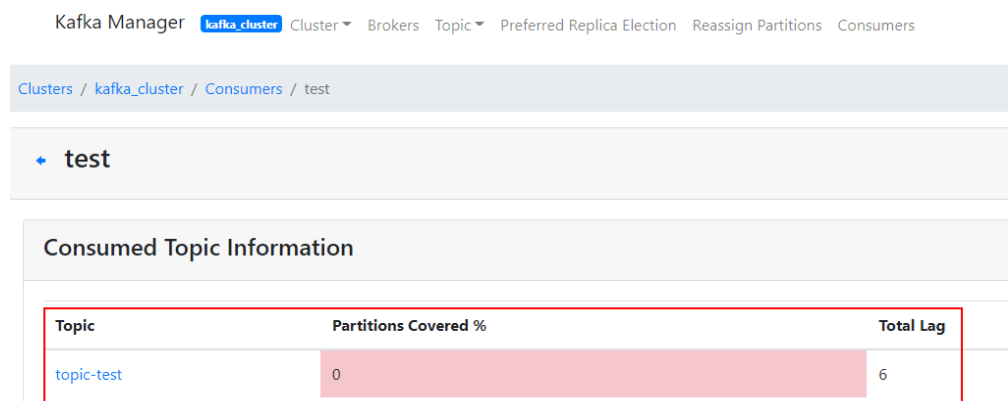 Kafka Manager kafka_cluster Cluster Brokers Topic Preferred Replica Election Reassign Partitions Consumers
Clusters / kafka_cluster / Consumers / test
test
Consumed Topic Information
Topic Partitions Covered % Total Lag
topic-test 0 6